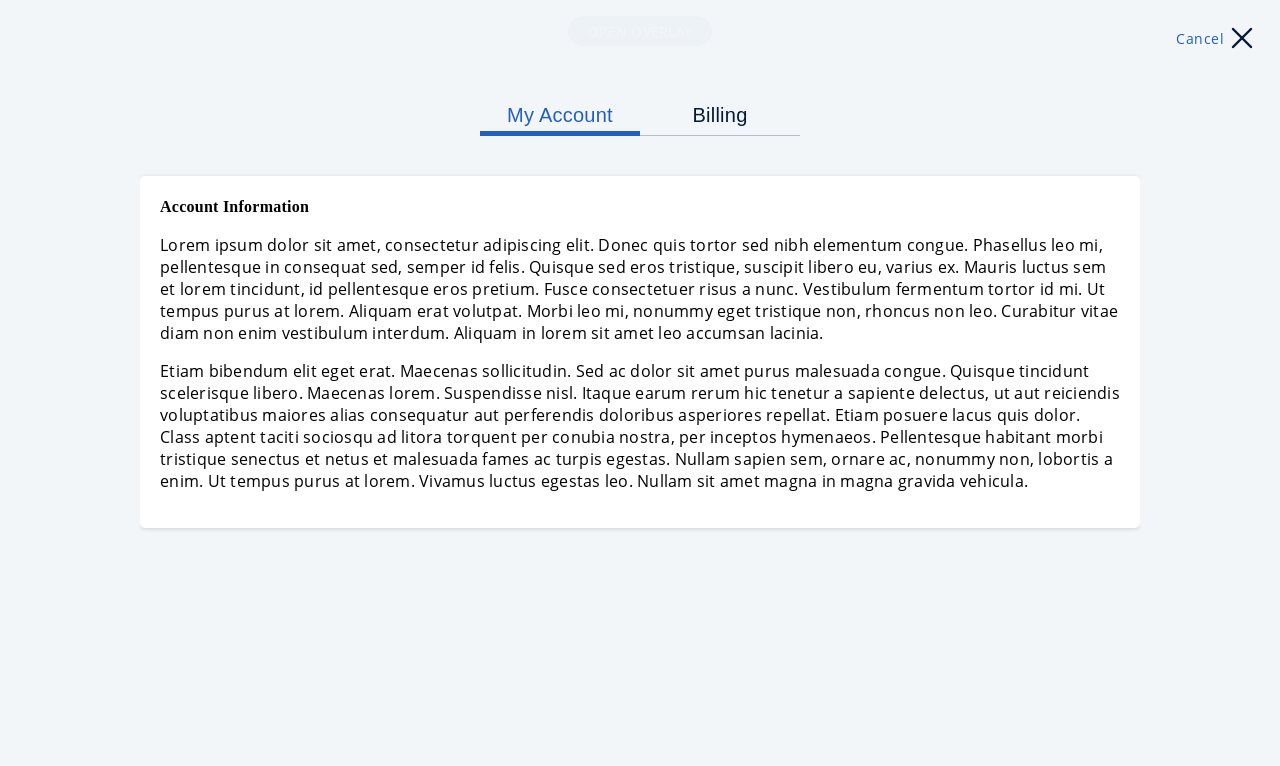 Cancel
My Account
Billing
Account Information
Lorem ipsum dolor sit amet, consectetur adipiscing elit. Donec quis tortor sed nibh elementum congue. Phasellus leo mi,
pellentesque in consequat sed, semper id felis. Quisque sed eros tristique, suscipit libero eu, varius ex. Mauris luctus sem
et lorem tincidunt, id pellentesque eros pretium. Fusce consectetuer risus a nunc. Vestibulum fermentum tortor id mi. Ut
tempus purus at lorem. Aliquam erat volutpat. Morbi leo mi, nonummy eget tristique non, rhoncus non leo. Curabitur vitae
diam non enim vestibulum interdum. Aliquam in lorem sit amet leo accumsan lacinia.
Etiam bibendum elit eget erat. Maecenas sollicitudin. Sed ac dolor sit amet purus malesuada congue. Quisque tincidunt
scelerisque libero. Maecenas lorem. Suspendisse nisl. Itaque earum rerum hic tenetur a sapiente delectus, ut aut reiciendis
voluptatibus maiores alias consequatur aut perferendis doloribus asperiores repellat. Etiam posuere lacus quis dolor.
Class aptent taciti sociosqu ad litora torquent per conubia nostra, per inceptos hymenaeos. Pellentesque habitant morbi
tristique senectus et netus et malesuada fames ac turpis egestas. Nullam sapien sem, ornare ac, nonummy non, lobortis a
enim. Ut tempus purus at lorem. Vivamus luctus egestas leo. Nullam sit amet magna in magna gravida vehicula.